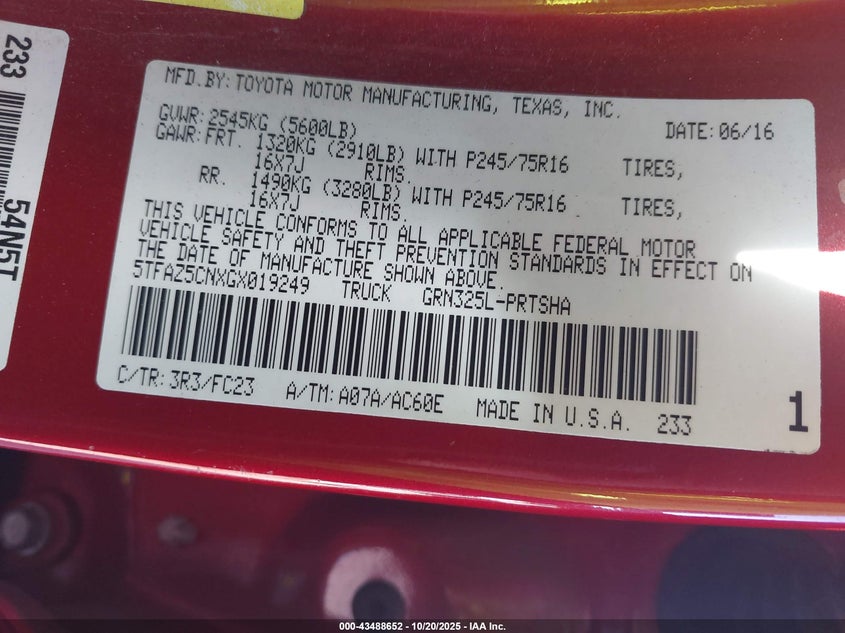 233
54N5T
MFD.BY: TOYOTA MOTOR MANUFACTURING, TEXAS, INC.
GVWR: 2545KG (5600LB) DATE: 06/16
GAWR: FRT. 1320KG (2910LB) WITH P245/75R16 TIRES,
16X7J RIMS.
RR. 1490KG (3280LB) WITH P245/75R16 TIRES,
16X7J RIMS.
THIS VEHICLE CONFORMS TO ALL APPLICABLE FEDERAL MOTOR
VEHICLE SAFETY AND THEFT PREVENTION STANDARDS IN EFFECT ON
THE DATE OF MANUFACTURE SHOWN ABOVE.
5TFAZ5CNXGX019249 TRUCK GRN325L-PRTSHA
C/TR: 3R3/FC23 A/TM: A07A/AC60E MADE IN U.S.A. 233 1
000-43488652 - 10/20/2025 - IAA Inc.